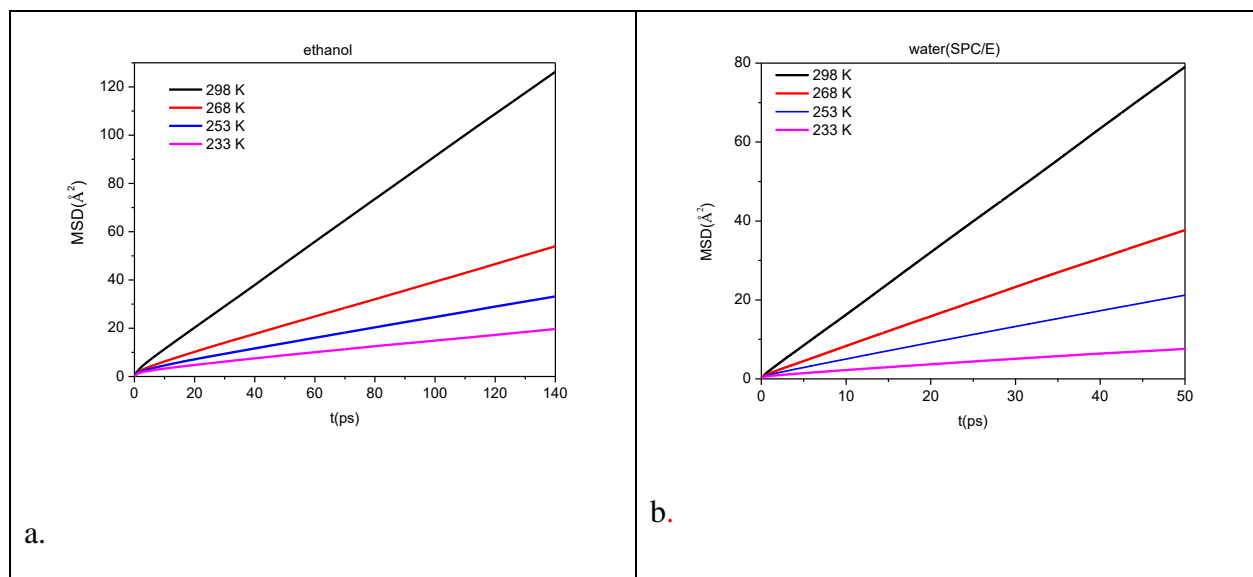 ethanol
298 K
268 K
253 K
233 K
MSD(Å²)
120
100
80
60
40
20
0
0 20 40 60 80 100 120 140
t(ps)
a.
water(SPC/E)
298 K
268 K
253 K
233 K
MSD(Å²)
80
60
40
20
0
0 10 20 30 40 50
t(ps)
b.